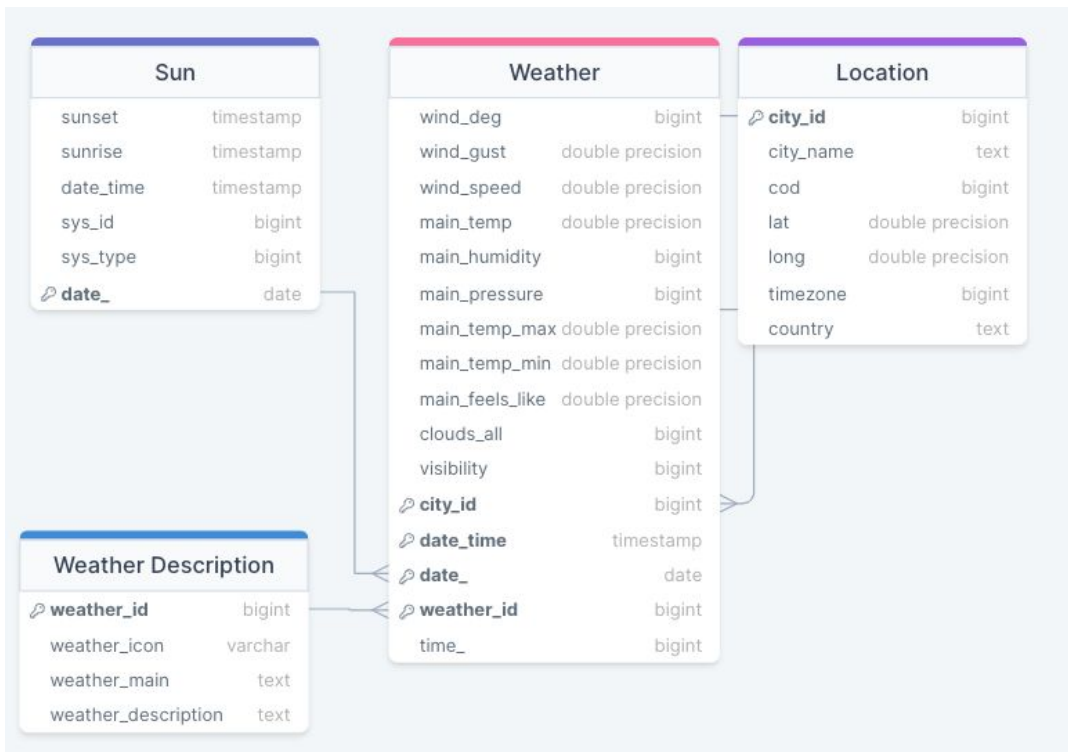 Sun
sunset timestamp
sunrise timestamp
date_time timestamp
sys_id bigint
sys_type bigint
date_ date
Weather
wind_deg bigint
wind_gust double precision
wind_speed double precision
main_temp double precision
main_humidity bigint
main_pressure bigint
main_temp_max double precision
main_temp_min double precision
main_feels_like double precision
clouds_all bigint
visibility bigint
city_id bigint
date_time timestamp
date_ date
weather_id bigint
time_ bigint
Location
city_id bigint
city_name text
cod bigint
lat double precision
long double precision
timezone bigint
country text
Weather Description
weather_id bigint
weather_icon varchar
weather_main text
weather_description text